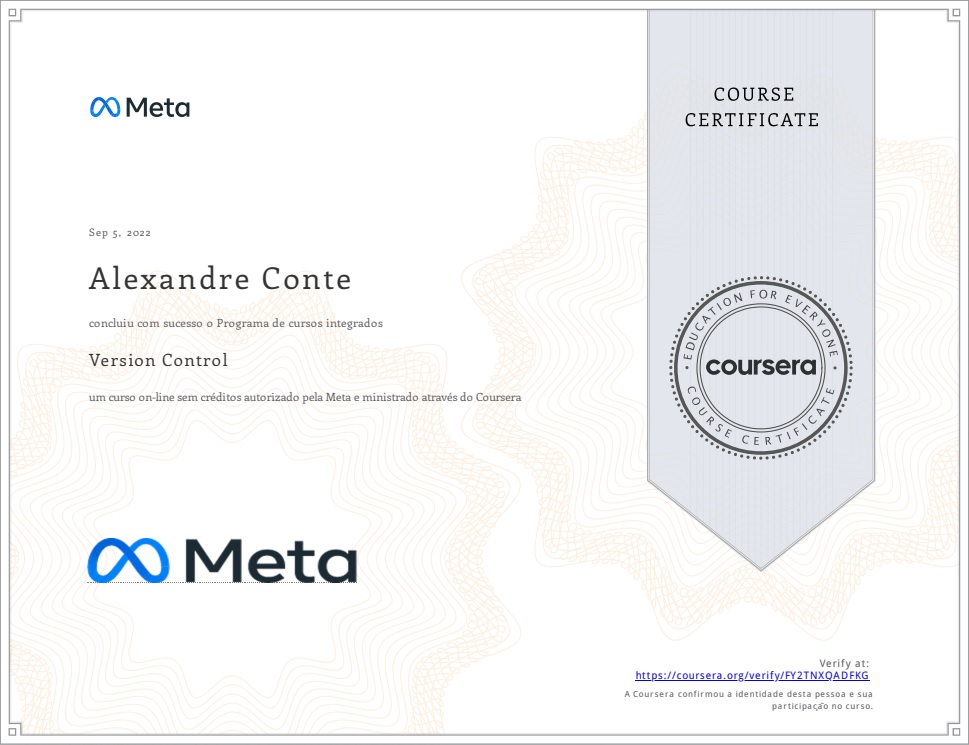 Meta
COURSE
CERTIFICATE
Sep 5, 2022
Alexandre Conte
concluiu com sucesso o Programa de cursos integrados
Version Control
um curso on-line sem créditos autorizado pela Meta e ministrado através do Coursera
EDUCATION FOR EVERYONE
coursera
COURSE CERTIFICATE
Meta
Verify at:
https://coursera.org/verify/FY2TNXQADFKG
A Coursera confirmou a identidade desta pessoa e sua
participação no curso.